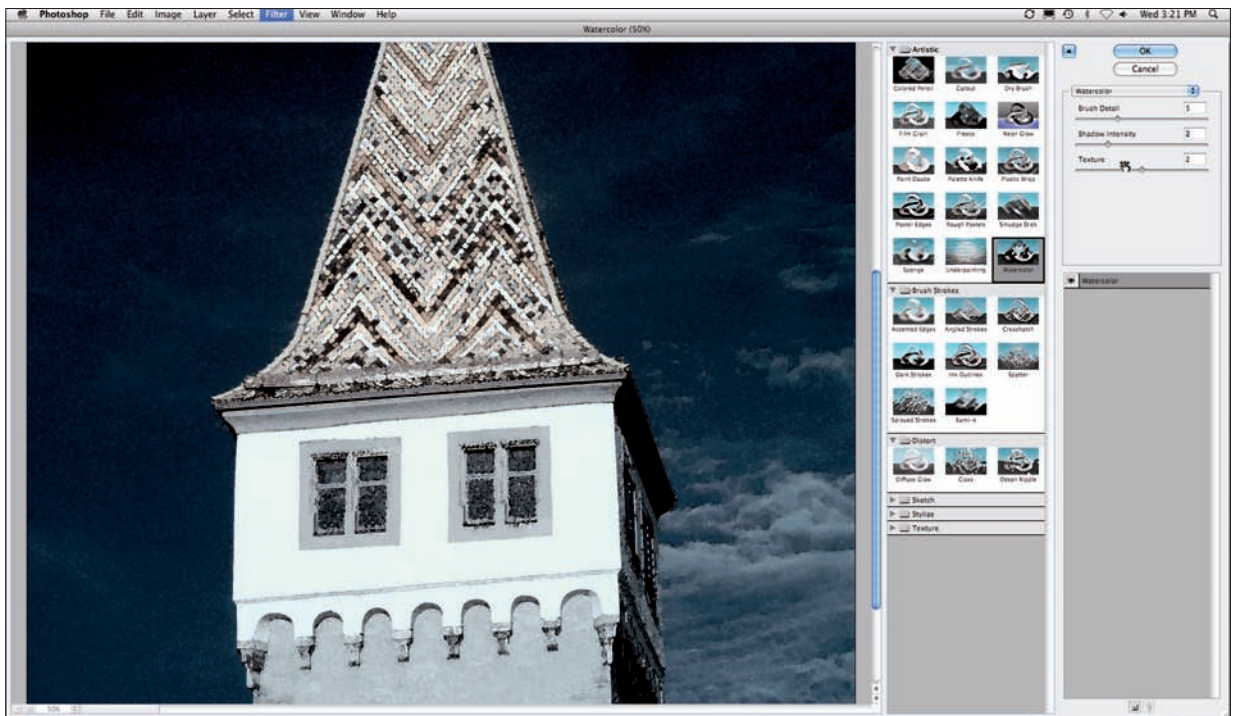 Photoshop File Edit Image Layer Select Filter View Window Help
Wed 3:21 PM
Watercolor (50%)
Artistic
Colored Pencil Cutout Dry Brush
Film Grain Fresco Neon Glow
Paint Daubs Palette Knife Plastic Wrap
Poster Edges Rough Pastels Smudge Stick
Sponge Underpainting Watercolor
Brush Strokes
Accented Edges Angled Strokes Crosshatch
Dark Strokes Ink Outlines Spatter
Sprayed Strokes Sumi-e
Distort
Diffuse Glow Glass Ocean Ripple
Sketch
Stylize
Texture
OK
Cancel
Watercolor
Brush Detail 5
Shadow Intensity 2
Texture 2
Watercolor
50%